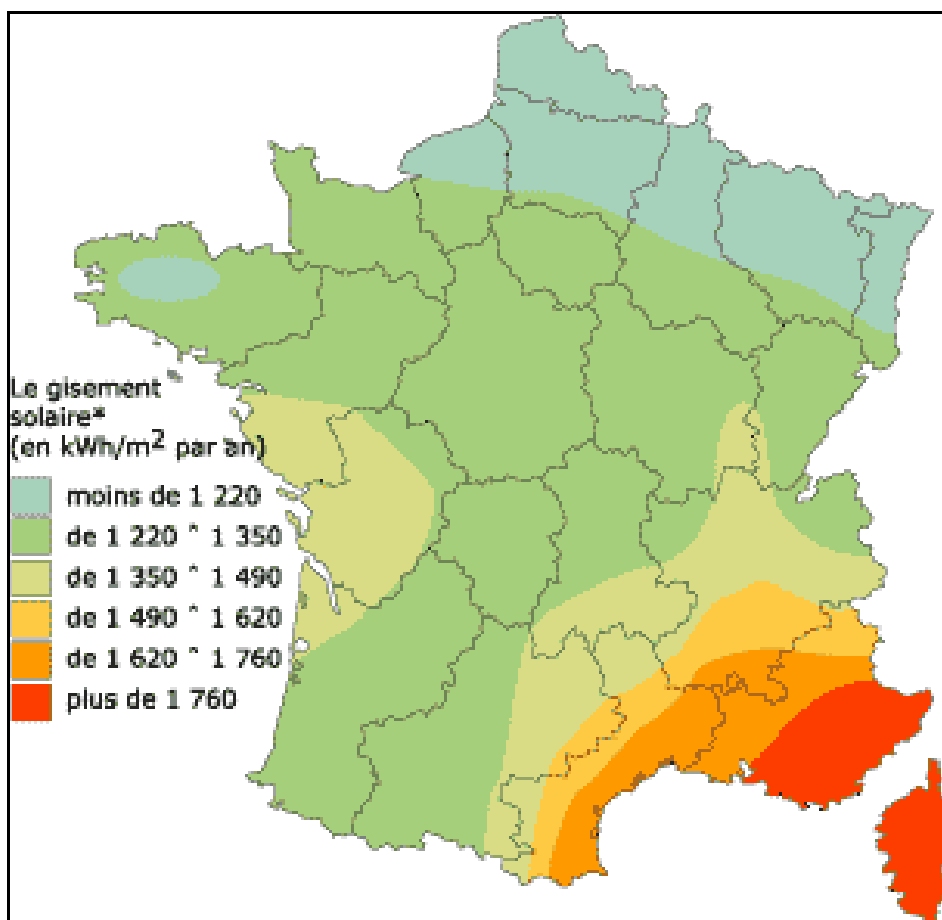 Le gisement
solaire*
(en kWh/m² par an)
moins de 1 220
de 1 220 ^ 1 350
de 1 350 ^ 1 490
de 1 490 ^ 1 620
de 1 620 ^ 1 760
plus de 1 760